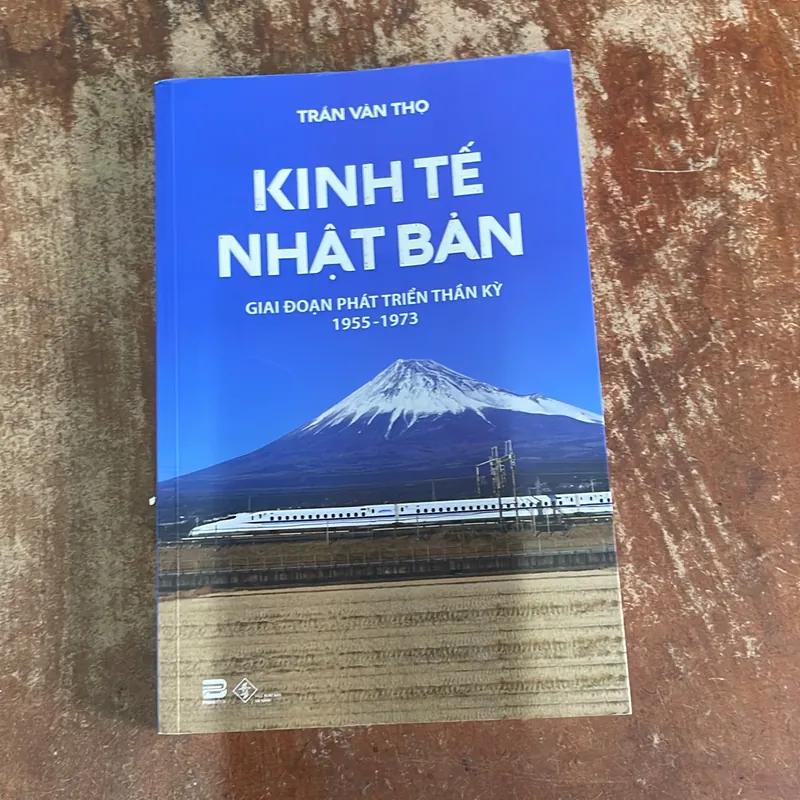 TRẦN VĂN THỌ
KINH TẾ
NHẬT BẢN
GIAI ĐOẠN PHÁT TRIỂN THẦN KỲ
1955-1973